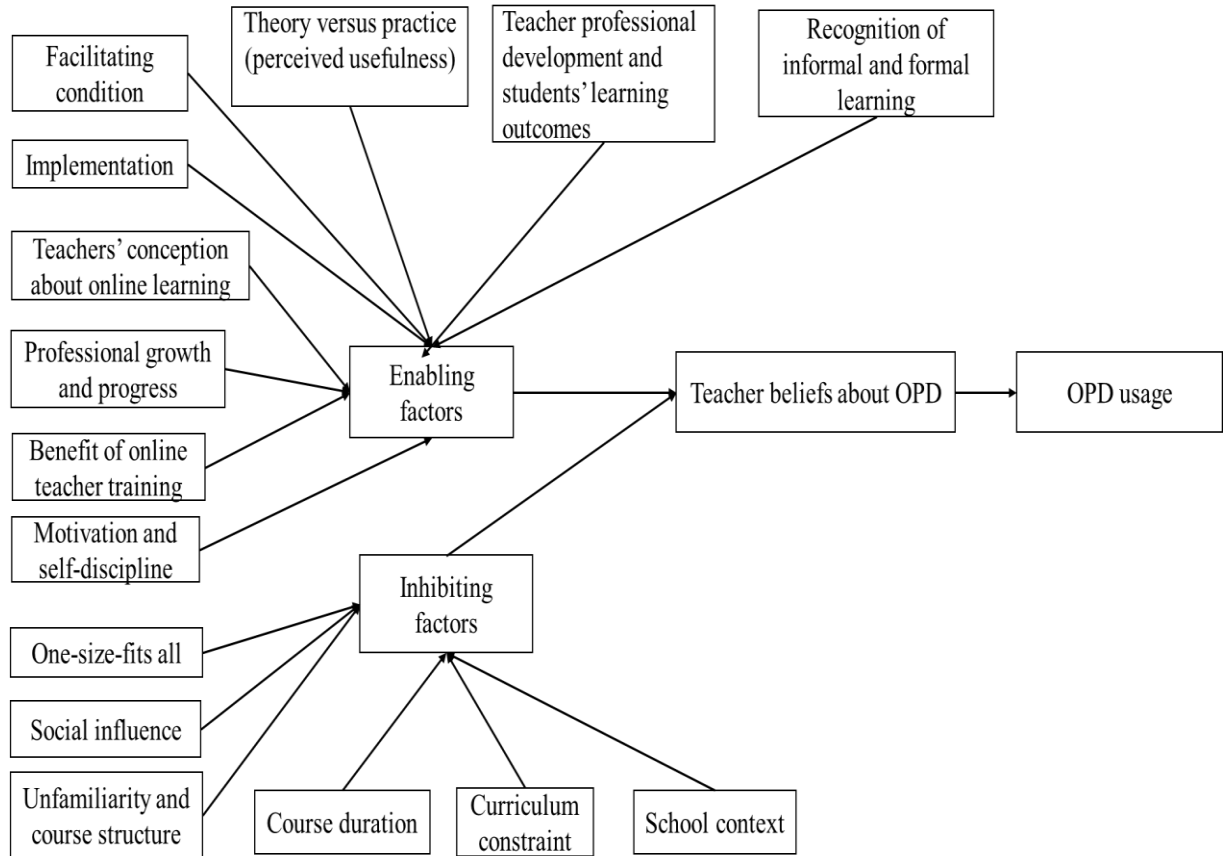 Facilitating
condition
Theory versus practice
(perceived usefulness)
Teacher professional
development and
students' learning
outcomes
Recognition of
informal and formal
learning
Implementation
Teachers' conception
about online learning
Professional growth
and progress
Benefit of online
teacher training
Motivation and
self-discipline
Enabling
factors
Teacher beliefs about OPD
OPD usage
Inhibiting
factors
One-size-fits all
Social influence
Unfamiliarity and
course structure
Course duration
Curriculum
constraint
School context